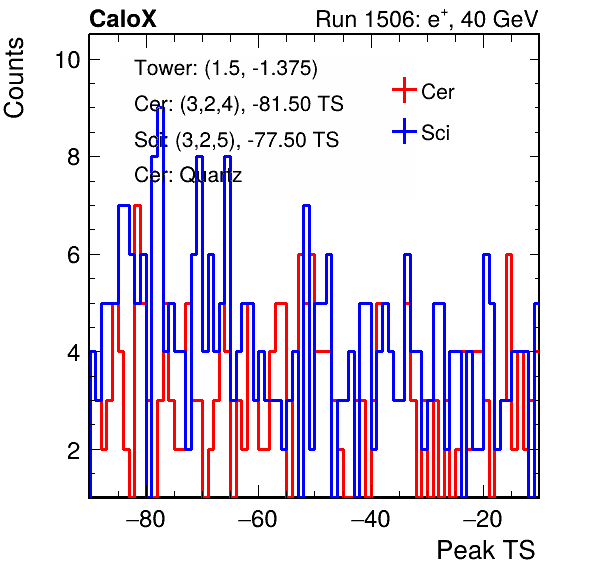 CaloX Run 1506: e⁺, 40 GeV
Counts
Tower: (1.5, -1.375)
Cer: (3,2,4), -81.50 TS
Sci: (3,2,5), -77.50 TS
Cer: Quartz
Cer
Sci
10
8
6
4
2
−80 −60 −40 −20
Peak TS